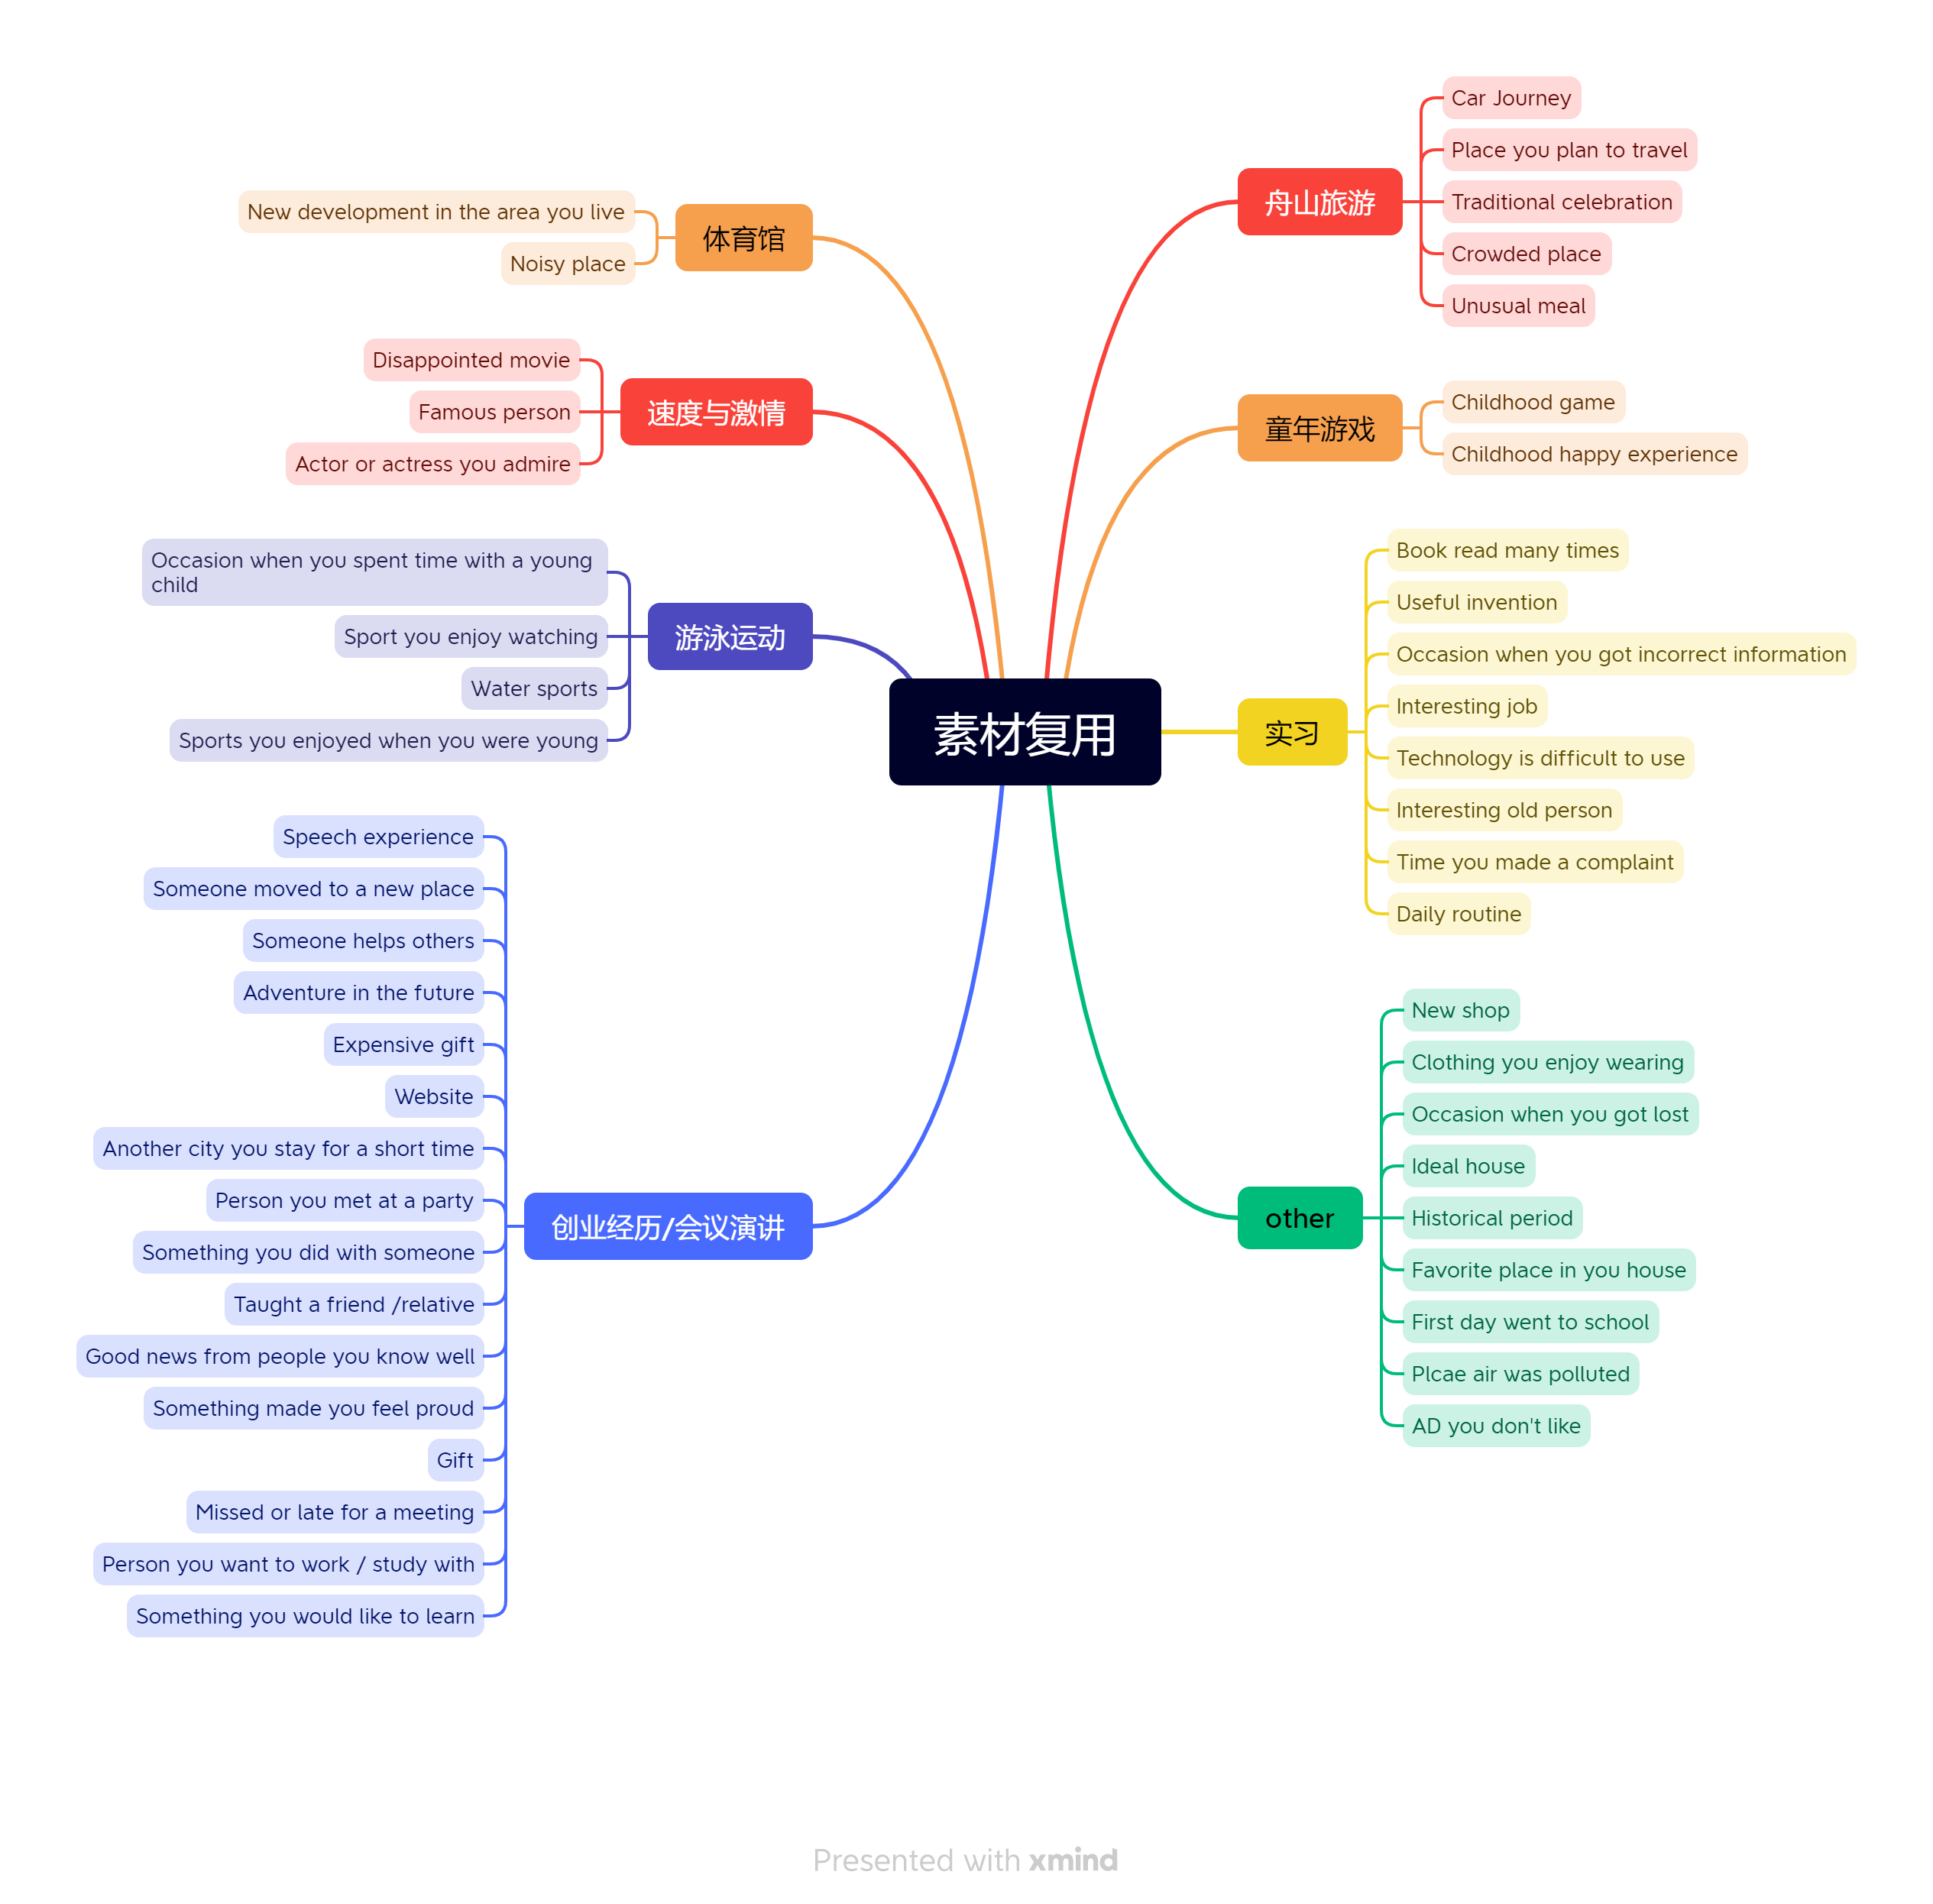 素材复用
舟山旅游
Car Journey
Place you plan to travel
Traditional celebration
Crowded place
Unusual meal
童年游戏
Childhood game
Childhood happy experience
实习
Book read many times
Useful invention
Occasion when you got incorrect information
Interesting job
Technology is difficult to use
Interesting old person
Time you made a complaint
Daily routine
other
New shop
Clothing you enjoy wearing
Occasion when you got lost
Ideal house
Historical period
Favorite place in you house
First day went to school
Plcae air was polluted
AD you don't like
体育馆
New development in the area you live
Noisy place
速度与激情
Disappointed movie
Famous person
Actor or actress you admire
游泳运动
Occasion when you spent time with a young
child
Sport you enjoy watching
Water sports
Sports you enjoyed when you were young
创业经历/会议演讲
Speech experience
Someone moved to a new place
Someone helps others
Adventure in the future
Expensive gift
Website
Another city you stay for a short time
Person you met at a party
Something you did with someone
Taught a friend /relative
Good news from people you know well
Something made you feel proud
Gift
Missed or late for a meeting
Person you want to work / study with
Something you would like to learn
Presented with xmind